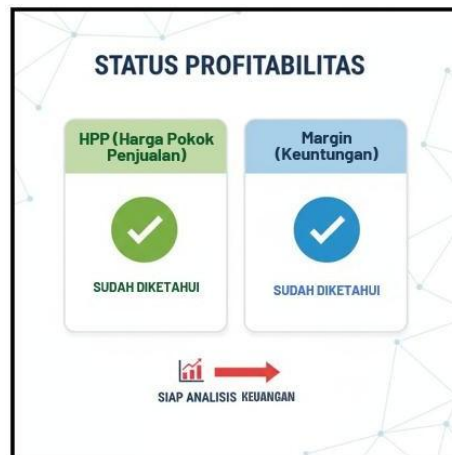 STATUS PROFITABILITAS
HPP (Harga Pokok
Penjualan)
SUDAH DIKETAHUI
Margin
(Keuntungan)
SUDAH DIKETAHUI
SIAP ANALISIS KEUANGAN